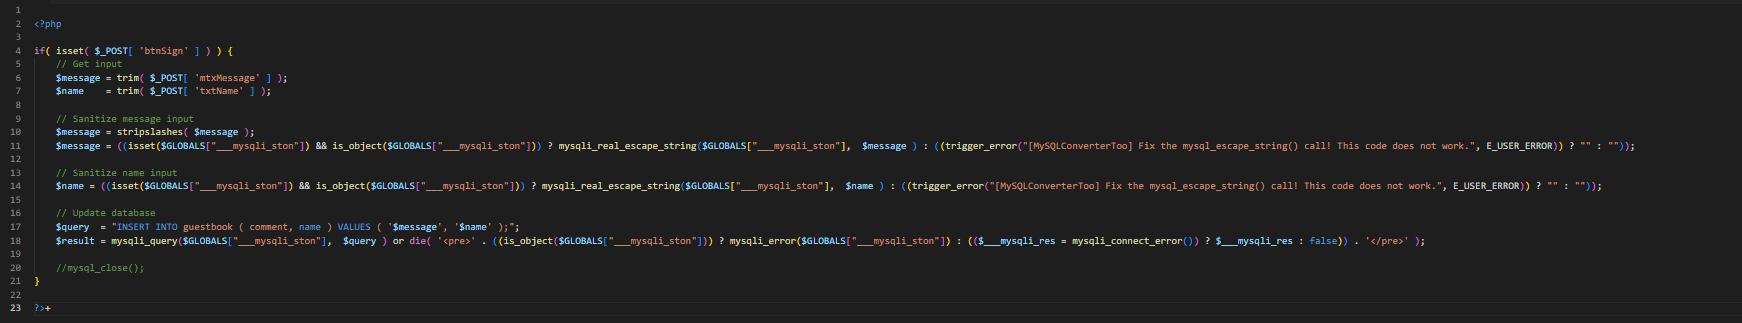 1
2 <?php
3
4 if( isset( $_POST[ 'btnSign' ] ) ) {
5     // Get input
6     $message = trim( $_POST[ 'mtxMessage' ] );
7     $name    = trim( $_POST[ 'txtName' ] );
8
9     // Sanitize message input
10     $message = stripslashes( $message );
11     $message = ((isset($GLOBALS["___mysqli_ston"]) && is_object($GLOBALS["___mysqli_ston"])) ? mysqli_real_escape_string($GLOBALS["___mysqli_ston"],  $message ) : ((trigger_error("[MySQLConverterToo] Fix the mysql_escape_string() call! This code does not work.", E_USER_ERROR)) ? "" : ""));
12
13     // Sanitize name input
14     $name = ((isset($GLOBALS["___mysqli_ston"]) && is_object($GLOBALS["___mysqli_ston"])) ? mysqli_real_escape_string($GLOBALS["___mysqli_ston"],  $name ) : ((trigger_error("[MySQLConverterToo] Fix the mysql_escape_string() call! This code does not work.", E_USER_ERROR)) ? "" : ""));
15
16     // Update database
17     $query  = "INSERT INTO guestbook ( comment, name ) VALUES ( '$message', '$name' );";
18     $result = mysqli_query($GLOBALS["___mysqli_ston"],  $query ) or die( '<pre>' . ((is_object($GLOBALS["___mysqli_ston"])) ? mysqli_error($GLOBALS["___mysqli_ston"]) : (($___mysqli_res = mysqli_connect_error()) ? $___mysqli_res : false)) . '</pre>' );
19
20     //mysql_close();
21 }
22
23 ?>+